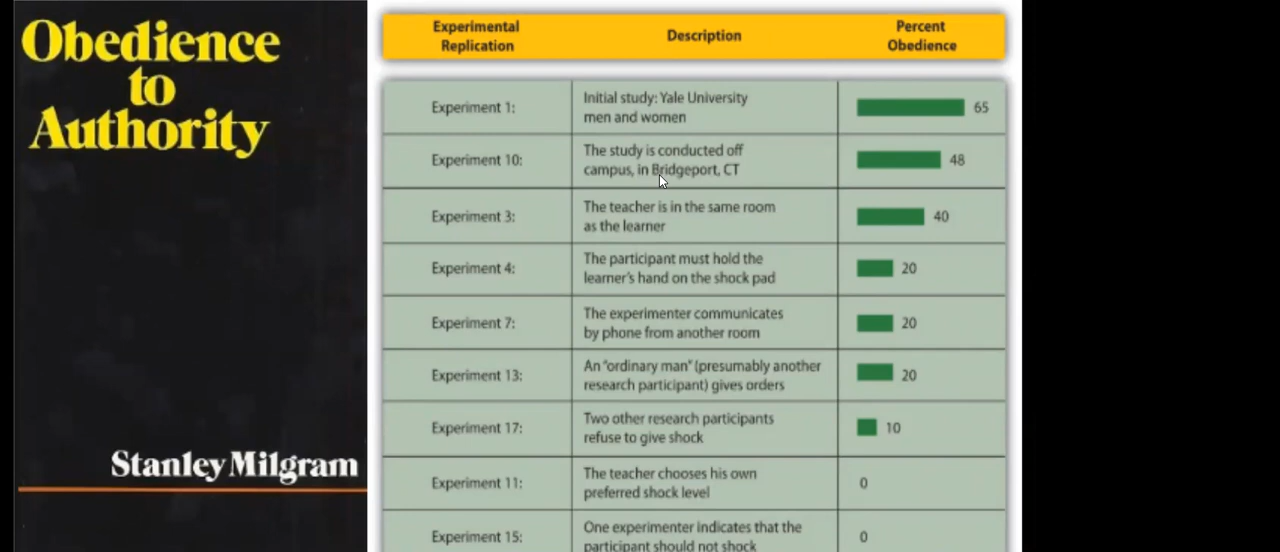 Obedience
to
Authority
Stanley Milgram
Experimental
Replication
Description
Percent
Obedience
Experiment 1:
Initial study: Yale University
men and women
65
Experiment 10:
The study is conducted off
campus, in Bridgeport, CT
48
Experiment 3:
The teacher is in the same room
as the learner
40
Experiment 4:
The participant must hold the
learner's hand on the shock pad
20
Experiment 7:
The experimenter communicates
by phone from another room
20
Experiment 13:
An "ordinary man" (presumably another
research participant) gives orders
20
Experiment 17:
Two other research participants
refuse to give shock
10
Experiment 11:
The teacher chooses his own
preferred shock level
0
Experiment 15:
One experimenter indicates that the
participant should not shock
0